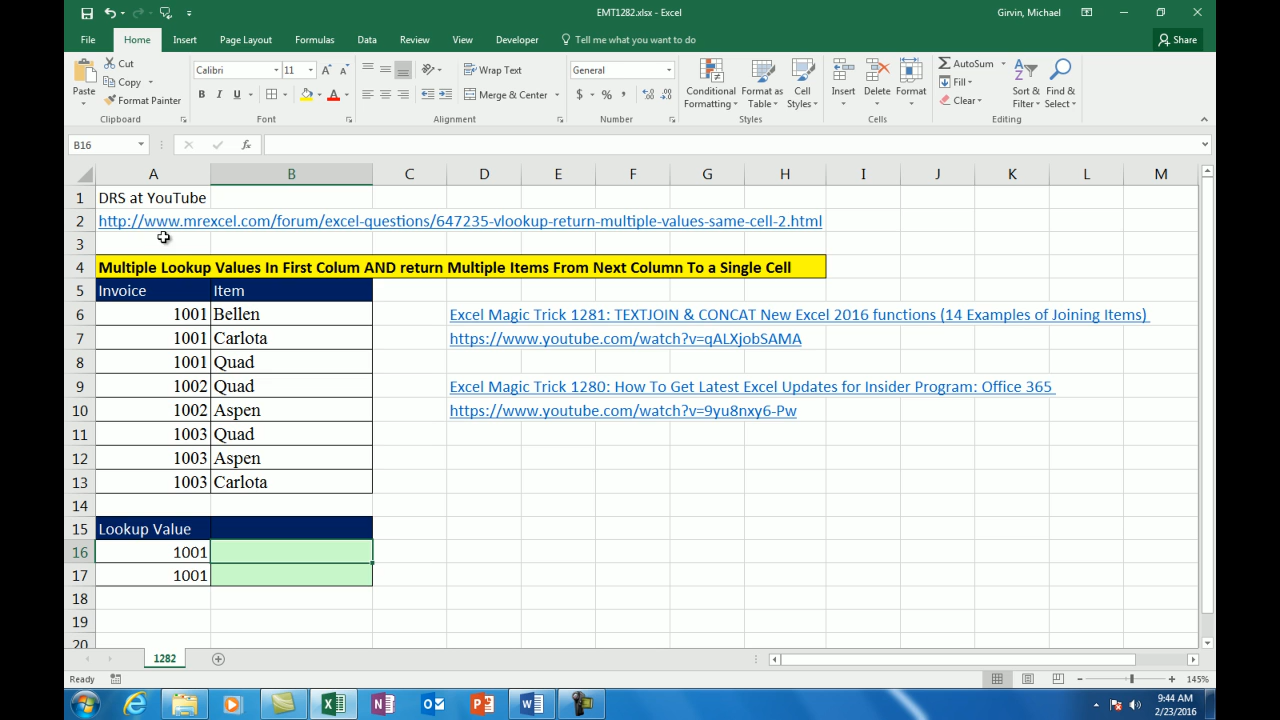 EMT1282.xlsx - Excel
Girvin, Michael
File Home Insert Page Layout Formulas Data Review View Developer Tell me what you want to do Share
Paste
Cut
Copy
Format Painter
Clipboard
Calibri 11
B I U
Font
Wrap Text
Merge & Center
Alignment
General
$ % ,
Number
Conditional Formatting
Format as Table
Cell Styles
Styles
Insert Delete Format
Cells
AutoSum
Fill
Clear
Sort & Filter
Find & Select
Editing
B16
fx
A B C D E F G H I J K L M
1 DRS at YouTube
2 http://www.mrexcel.com/forum/excel-questions/647235-vlookup-return-multiple-values-same-cell-2.html
3
4 Multiple Lookup Values In First Colum AND return Multiple Items From Next Column To a Single Cell
5 Invoice Item
6 1001 Bellen Excel Magic Trick 1281: TEXTJOIN & CONCAT New Excel 2016 functions (14 Examples of Joining Items)
7 1001 Carlota https://www.youtube.com/watch?v=qALXjobSAMA
8 1001 Quad
9 1002 Quad Excel Magic Trick 1280: How To Get Latest Excel Updates for Insider Program: Office 365
10 1002 Aspen https://www.youtube.com/watch?v=9yu8nxy6-Pw
11 1003 Quad
12 1003 Aspen
13 1003 Carlota
14
15 Lookup Value
16 1001
17 1001
18
19
20
1282
Ready
145%
9:44 AM
2/23/2016